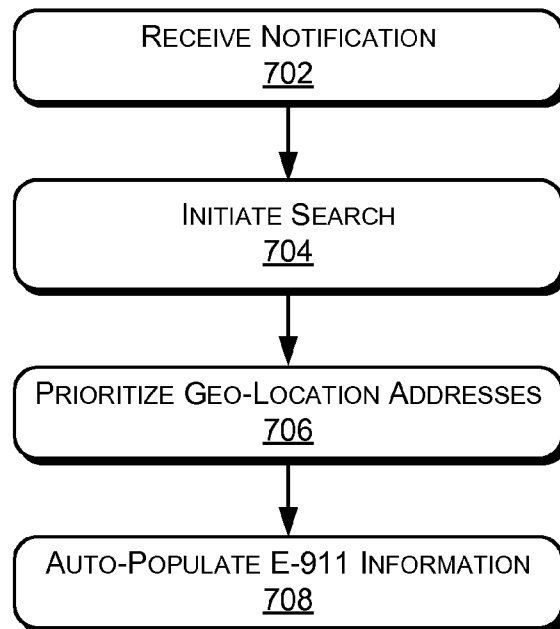 RECEIVE NOTIFICATION
702
INITIATE SEARCH
704
PRIORITIZE GEO-LOCATION ADDRESSES
706
AUTO-POPULATE E-911 INFORMATION
708